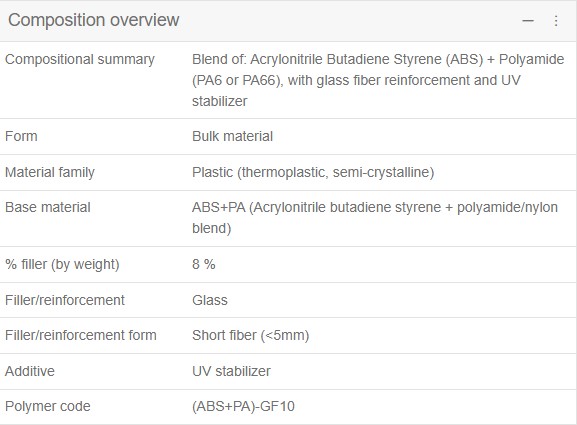 Composition overview
Compositional summary
Blend of: Acrylonitrile Butadiene Styrene (ABS) + Polyamide
(PA6 or PA66), with glass fiber reinforcement and UV
stabilizer
Form
Bulk material
Material family
Plastic (thermoplastic, semi-crystalline)
Base material
ABS+PA (Acrylonitrile butadiene styrene + polyamide/nylon
blend)
% filler (by weight)
8 %
Filler/reinforcement
Glass
Filler/reinforcement form
Short fiber (<5mm)
Additive
UV stabilizer
Polymer code
(ABS+PA)-GF10